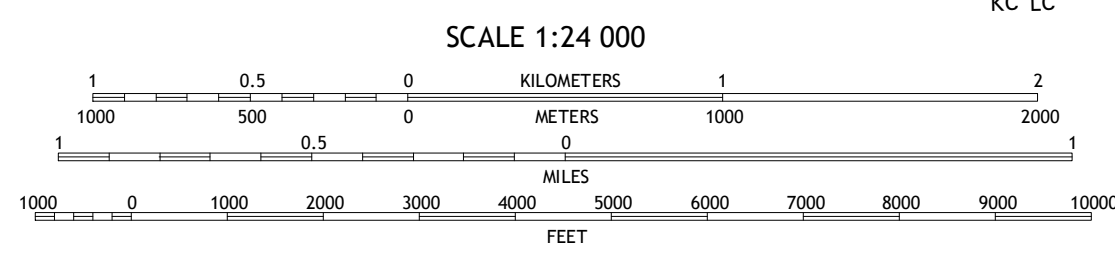 KC LC
SCALE 1:24 000
1 0.5 0 KILOMETERS 1 2
1000 500 0 METERS 1000 2000
1 0.5 0 1
MILES
1000 0 1000 2000 3000 4000 5000 6000 7000 8000 9000 10000
FEET